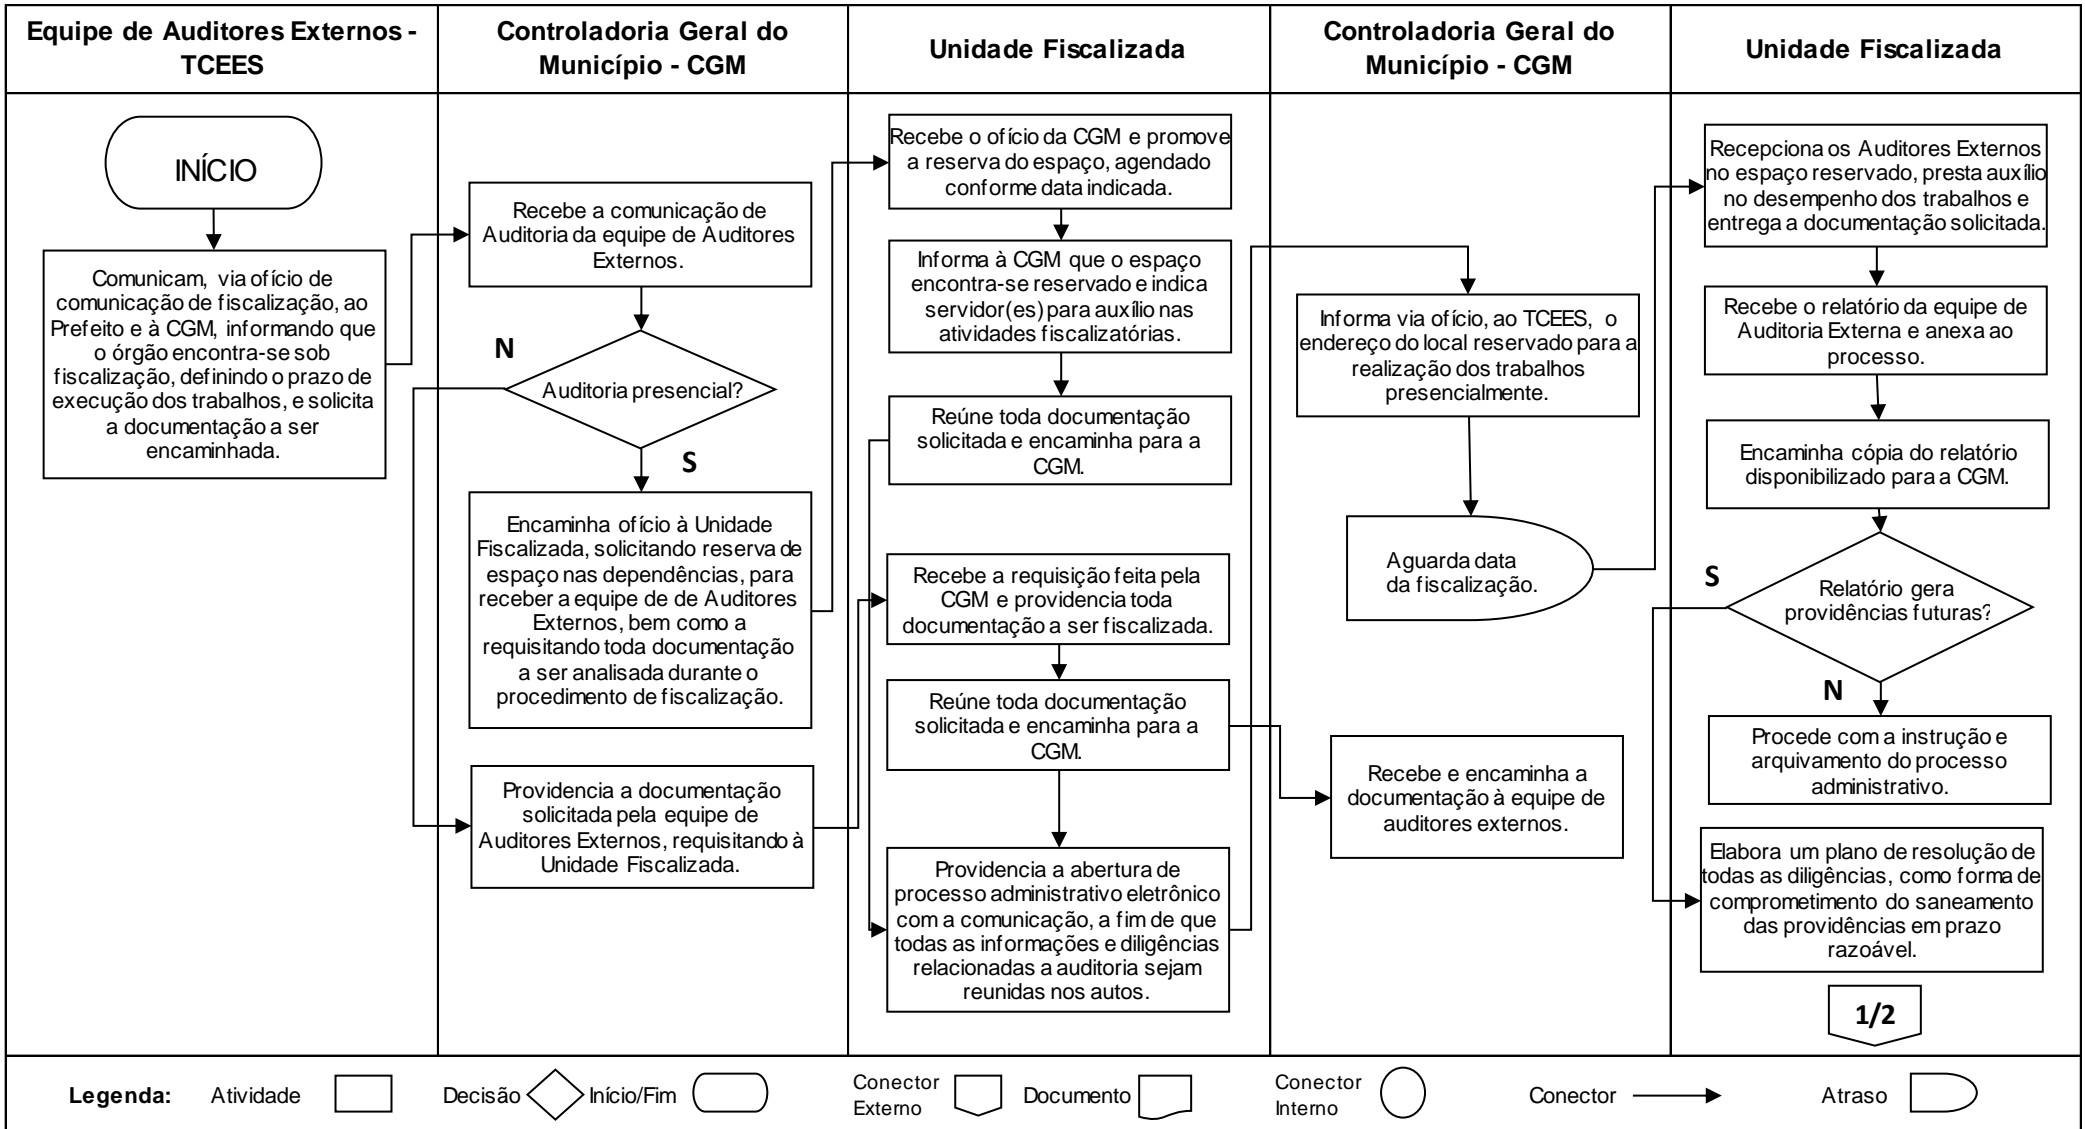 Equipe de Auditores Externos -
TCEES
Controladoria Geral do
Município - CGM
Unidade Fiscalizada
Controladoria Geral do
Município - CGM
Unidade Fiscalizada
INÍCIO
Comunicam, via ofício de
comunicação de fiscalização, ao
Prefeito e à CGM, informando que
o órgão encontra-se sob
fiscalização, definindo o prazo de
execução dos trabalhos, e solicita
a documentação a ser
encaminhada.
Recebe a comunicação de
Auditoria da equipe de Auditores
Externos.
N
Auditoria presencial?
S
Encaminha ofício à Unidade
Fiscalizada, solicitando reserva de
espaço nas dependências, para
receber a equipe de de Auditores
Externos, bem como a
requisitando toda documentação
a ser analisada durante o
procedimento de fiscalização.
Providencia a documentação
solicitada pela equipe de
Auditores Externos, requisitando à
Unidade Fiscalizada.
Recebe o ofício da CGM e promove
a reserva do espaço, agendado
conforme data indicada.
Informa à CGM que o espaço
encontra-se reservado e indica
servidor(es) para auxílio nas
atividades fiscalizatórias.
Reúne toda documentação
solicitada e encaminha para a
CGM.
Recebe a requisição feita pela
CGM e providencia toda
documentação a ser fiscalizada.
Reúne toda documentação
solicitada e encaminha para a
CGM.
Providencia a abertura de
processo administrativo eletrônico
com a comunicação, a fim de que
todas as informações e diligências
relacionadas a auditoria sejam
reunidas nos autos.
Informa via ofício, ao TCEES, o
endereço do local reservado para a
realização dos trabalhos
presencialmente.
Aguarda data
da fiscalização.
Recebe e encaminha a
documentação à equipe de
auditores externos.
Recepciona os Auditores Externos
no espaço reservado, presta auxílio
no desempenho dos trabalhos e
entrega a documentação solicitada.
Recebe o relatório da equipe de
Auditoria Externa e anexa ao
processo.
Encaminha cópia do relatório
disponibilizado para a CGM.
S
Relatório gera
providências futuras?
N
Procede com a instrução e
arquivamento do processo
administrativo.
Elabora um plano de resolução de
todas as diligências, como forma de
comprometimento do saneamento
das providências em prazo
razoável.
1/2
Legenda:
Atividade
Decisão
Início/Fim
Conector
Externo
Documento
Conector
Interno
Conector
Atraso